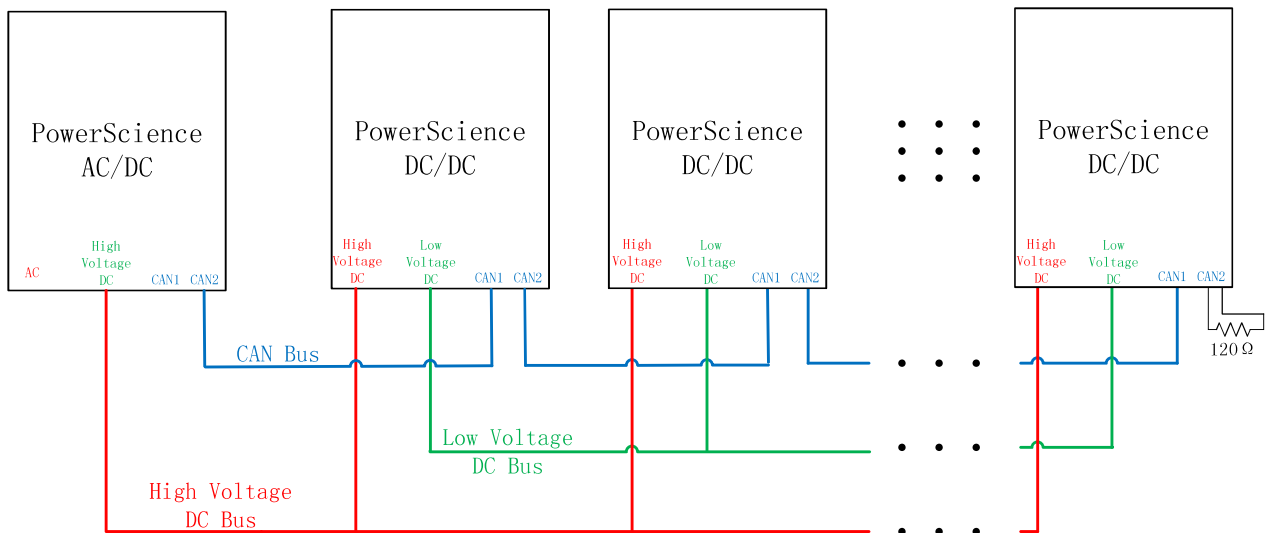 PowerScience
AC/DC
PowerScience
DC/DC
PowerScience
DC/DC
PowerScience
DC/DC
AC
High
Voltage
DC
CAN1
CAN2
High
Voltage
DC
Low
Voltage
DC
CAN1
CAN2
High
Voltage
DC
Low
Voltage
DC
CAN1
CAN2
High
Voltage
DC
Low
Voltage
DC
CAN1
CAN2
120Ω
CAN Bus
Low Voltage
DC Bus
High Voltage
DC Bus